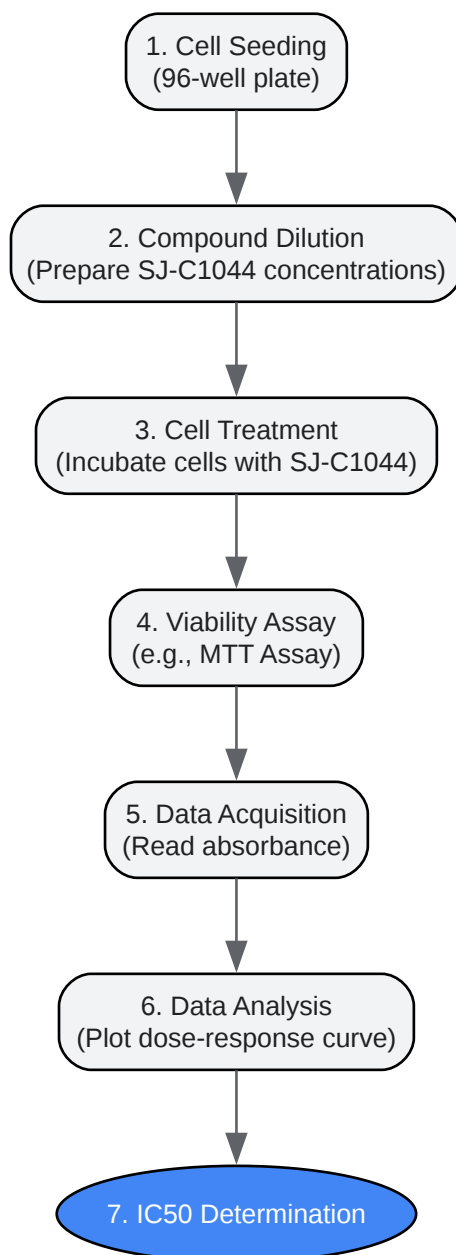 1. Cell Seeding
(96-well plate)
2. Compound Dilution
(Prepare SJ-C1044 concentrations)
3. Cell Treatment
(Incubate cells with SJ-C1044)
4. Viability Assay
(e.g., MTT Assay)
5. Data Acquisition
(Read absorbance)
6. Data Analysis
(Plot dose-response curve)
7. IC50 Determination